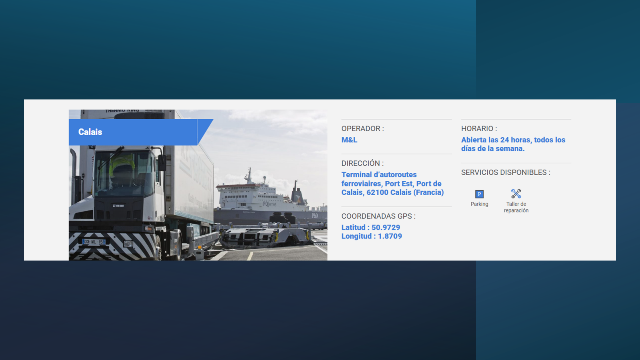 Calais
OPERADOR :
M&L
DIRECCIÓN :
Terminal d'autoroutes
ferroviaires, Port Est, Port de
Calais, 62100 Calais (Francia)
COORDENADAS GPS :
Latitud : 50.9729
Longitud : 1.8709
HORARIO :
Abierta las 24 horas, todos los
días de la semana.
SERVICIOS DISPONIBLES :
P
Parking
Taller de
reparación